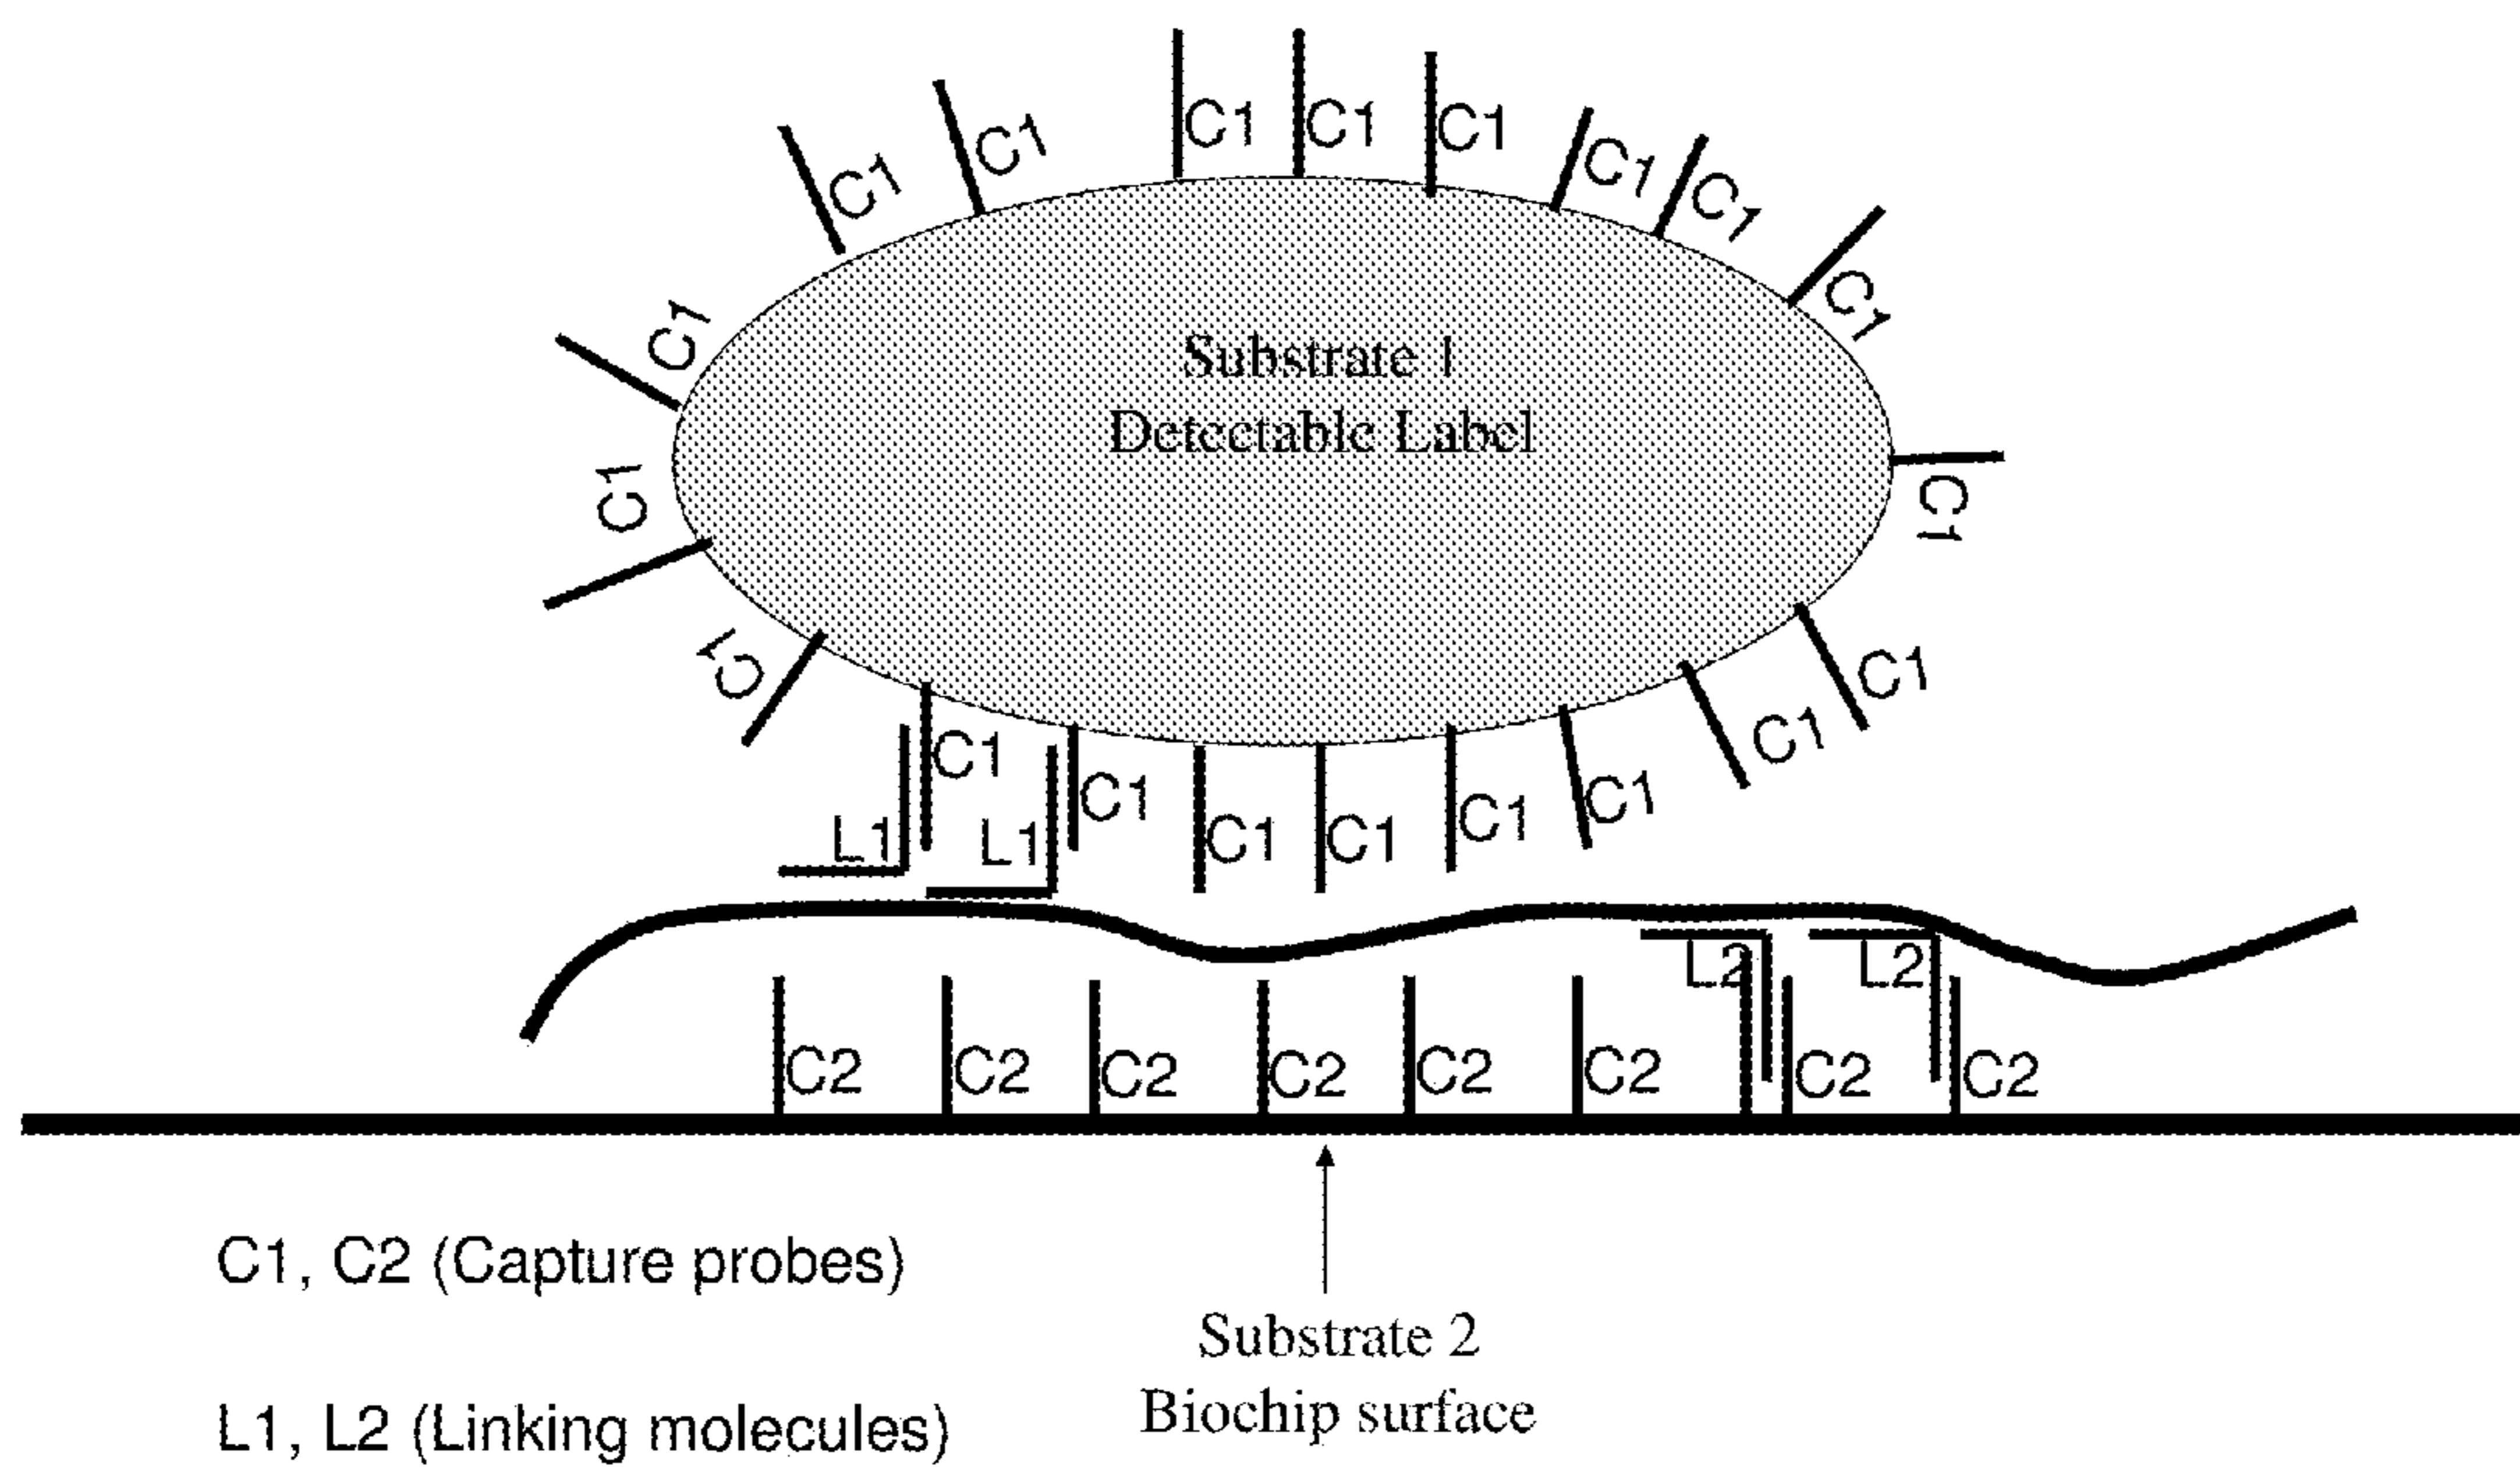 C1 C1 C1 C1 C1 C1 C1
C1
C1
Substrate 1
Detectable Label
C1 C1
C1 C1
C1 C1
C1 C1
L1 L1 C1 C1 C1
L2 L2
C2 C2 C2 C2 C2 C2 C2 C2
C1, C2 (Capture probes)
Substrate 2
Biochip surface
L1, L2 (Linking molecules)